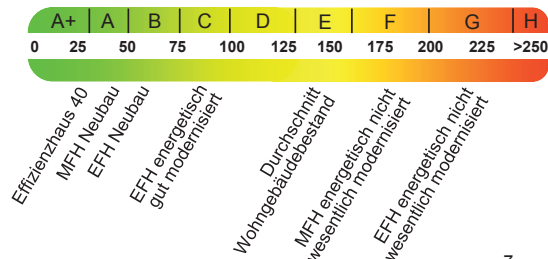 A+ A B C D E F G H
0 25 50 75 100 125 150 175 200 225 >250
Effizienzhaus 40
MFH Neubau
EFH Neubau
EFH energetisch
gut modernisiert
Durchschnitt
Wohngebäudebestand
MFH energetisch nicht
wesentlich modernisiert
EFH energetisch nicht
wesentlich modernisiert